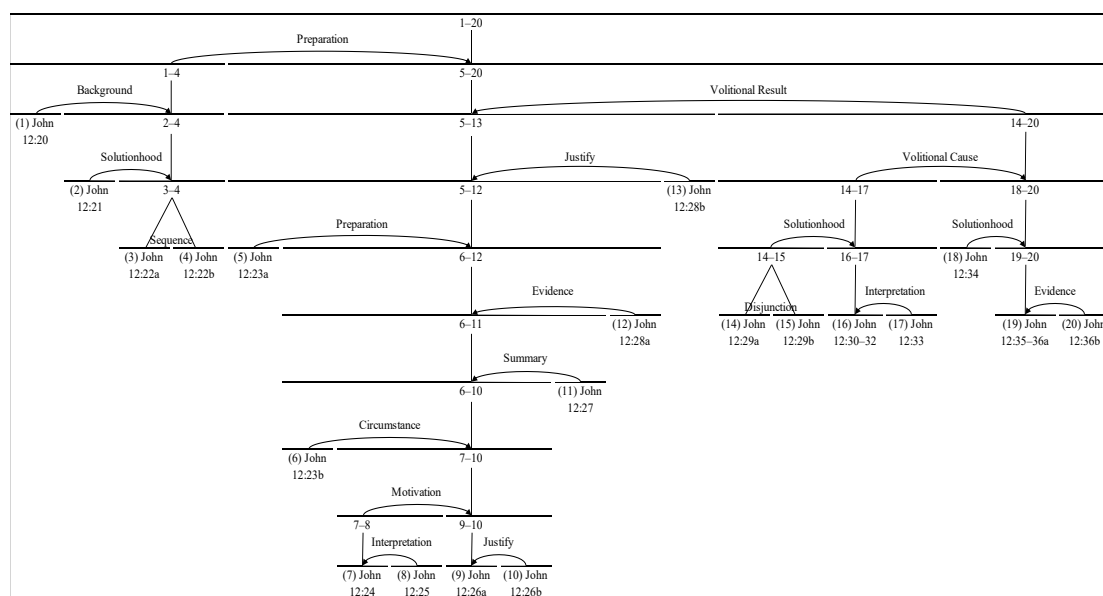 1–20
Preparation
1–4
5–20
Background
Volitional Result
(1) John
12:20
2–4
5–13
14–20
Solutionhood
Justify
Volitional Cause
(2) John
12:21
3–4
5–12
(13) John
12:28b
14–17
18–20
Sequence
Preparation
Solutionhood
Solutionhood
(3) John
12:22a
(4) John
12:22b
(5) John
12:23a
6–12
14–15
16–17
(18) John
12:34
19–20
Evidence
Disjunction
Interpretation
Evidence
6–11
(12) John
12:28a
(14) John
12:29a
(15) John
12:29b
(16) John
12:30–32
(17) John
12:33
(19) John
12:35–36a
(20) John
12:36b
Summary
6–10
(11) John
12:27
Circumstance
(6) John
12:23b
7–10
Motivation
7–8
9–10
Interpretation
Justify
(7) John
12:24
(8) John
12:25
(9) John
12:26a
(10) John
12:26b